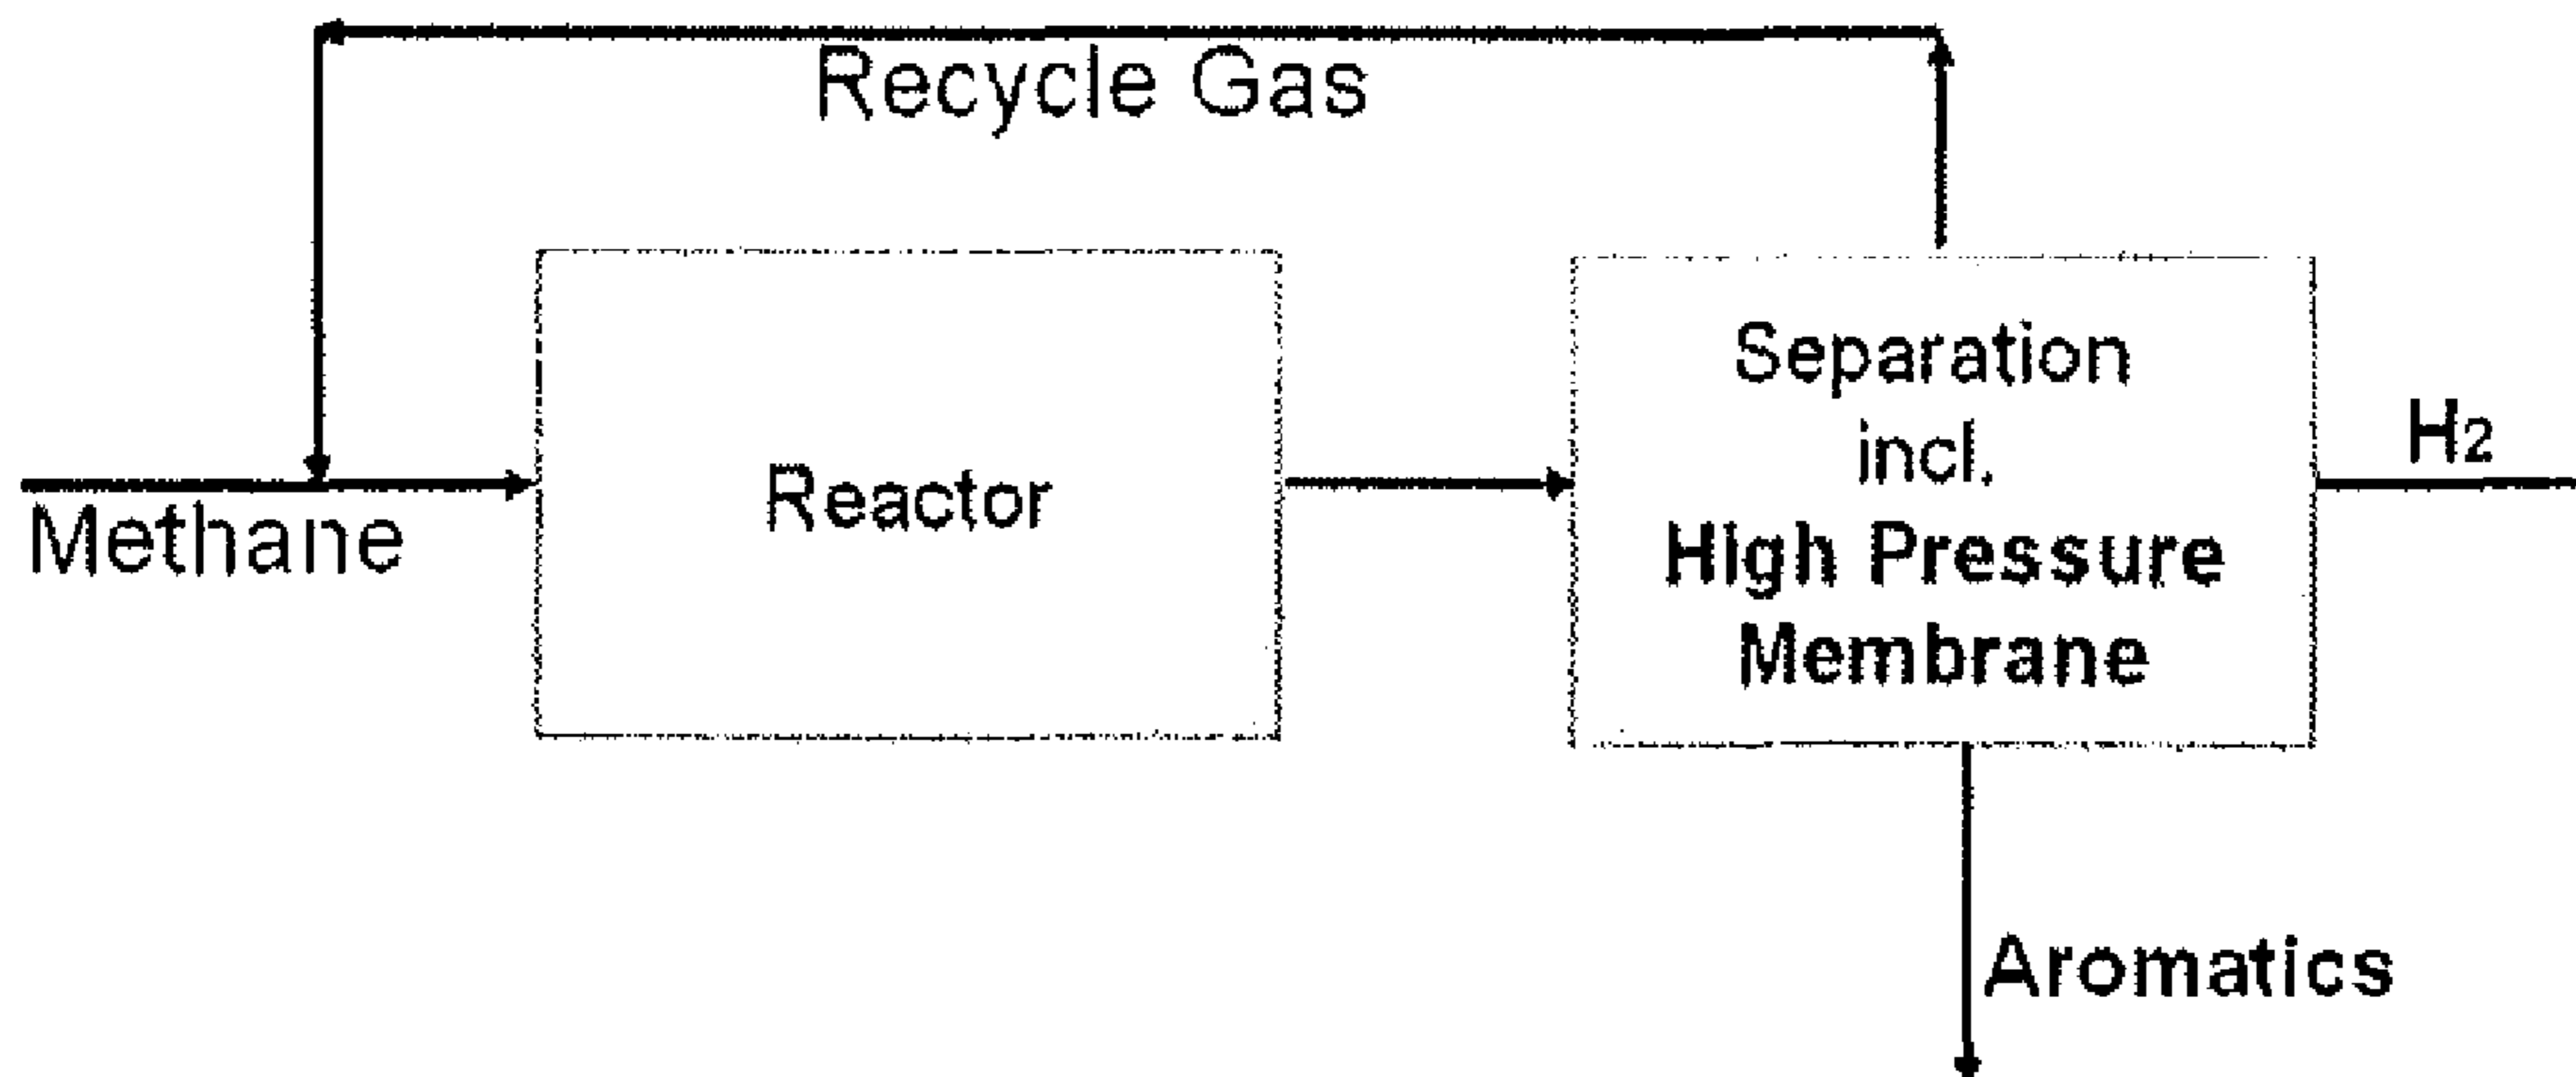 Recycle Gas
Methane
Reactor
Separation
incl.
High Pressure
Membrane
H₂
Aromatics